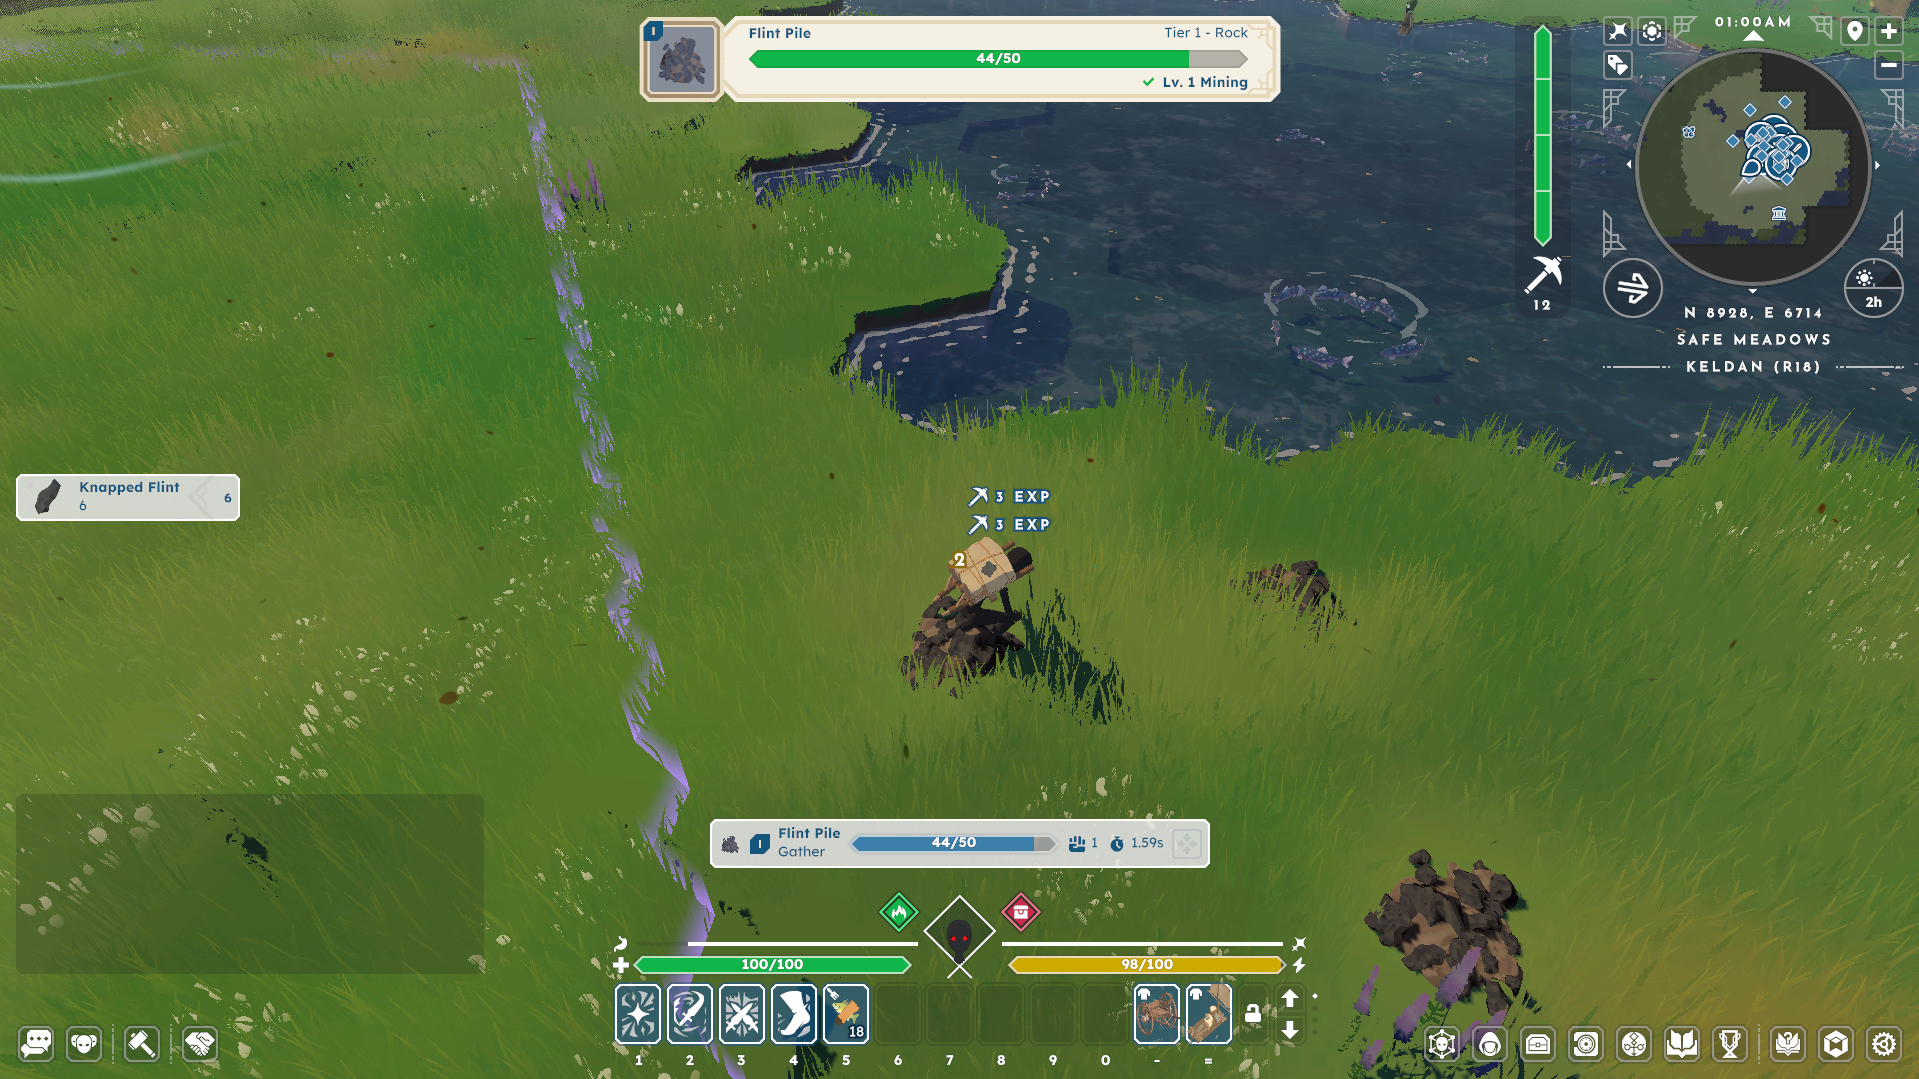 I
Flint Pile
Tier 1 - Rock
44/50
Lv. 1 Mining
01:00AM
12
2h
N 8928, E 6714
SAFE MEADOWS
KELDAN (R18)
Knapped Flint
6
6
3 EXP
3 EXP
2
I
Flint Pile
Gather
44/50
1
1.59s
100/100
98/100
18
1
2
3
4
5
6
7
8
9
0
-
=